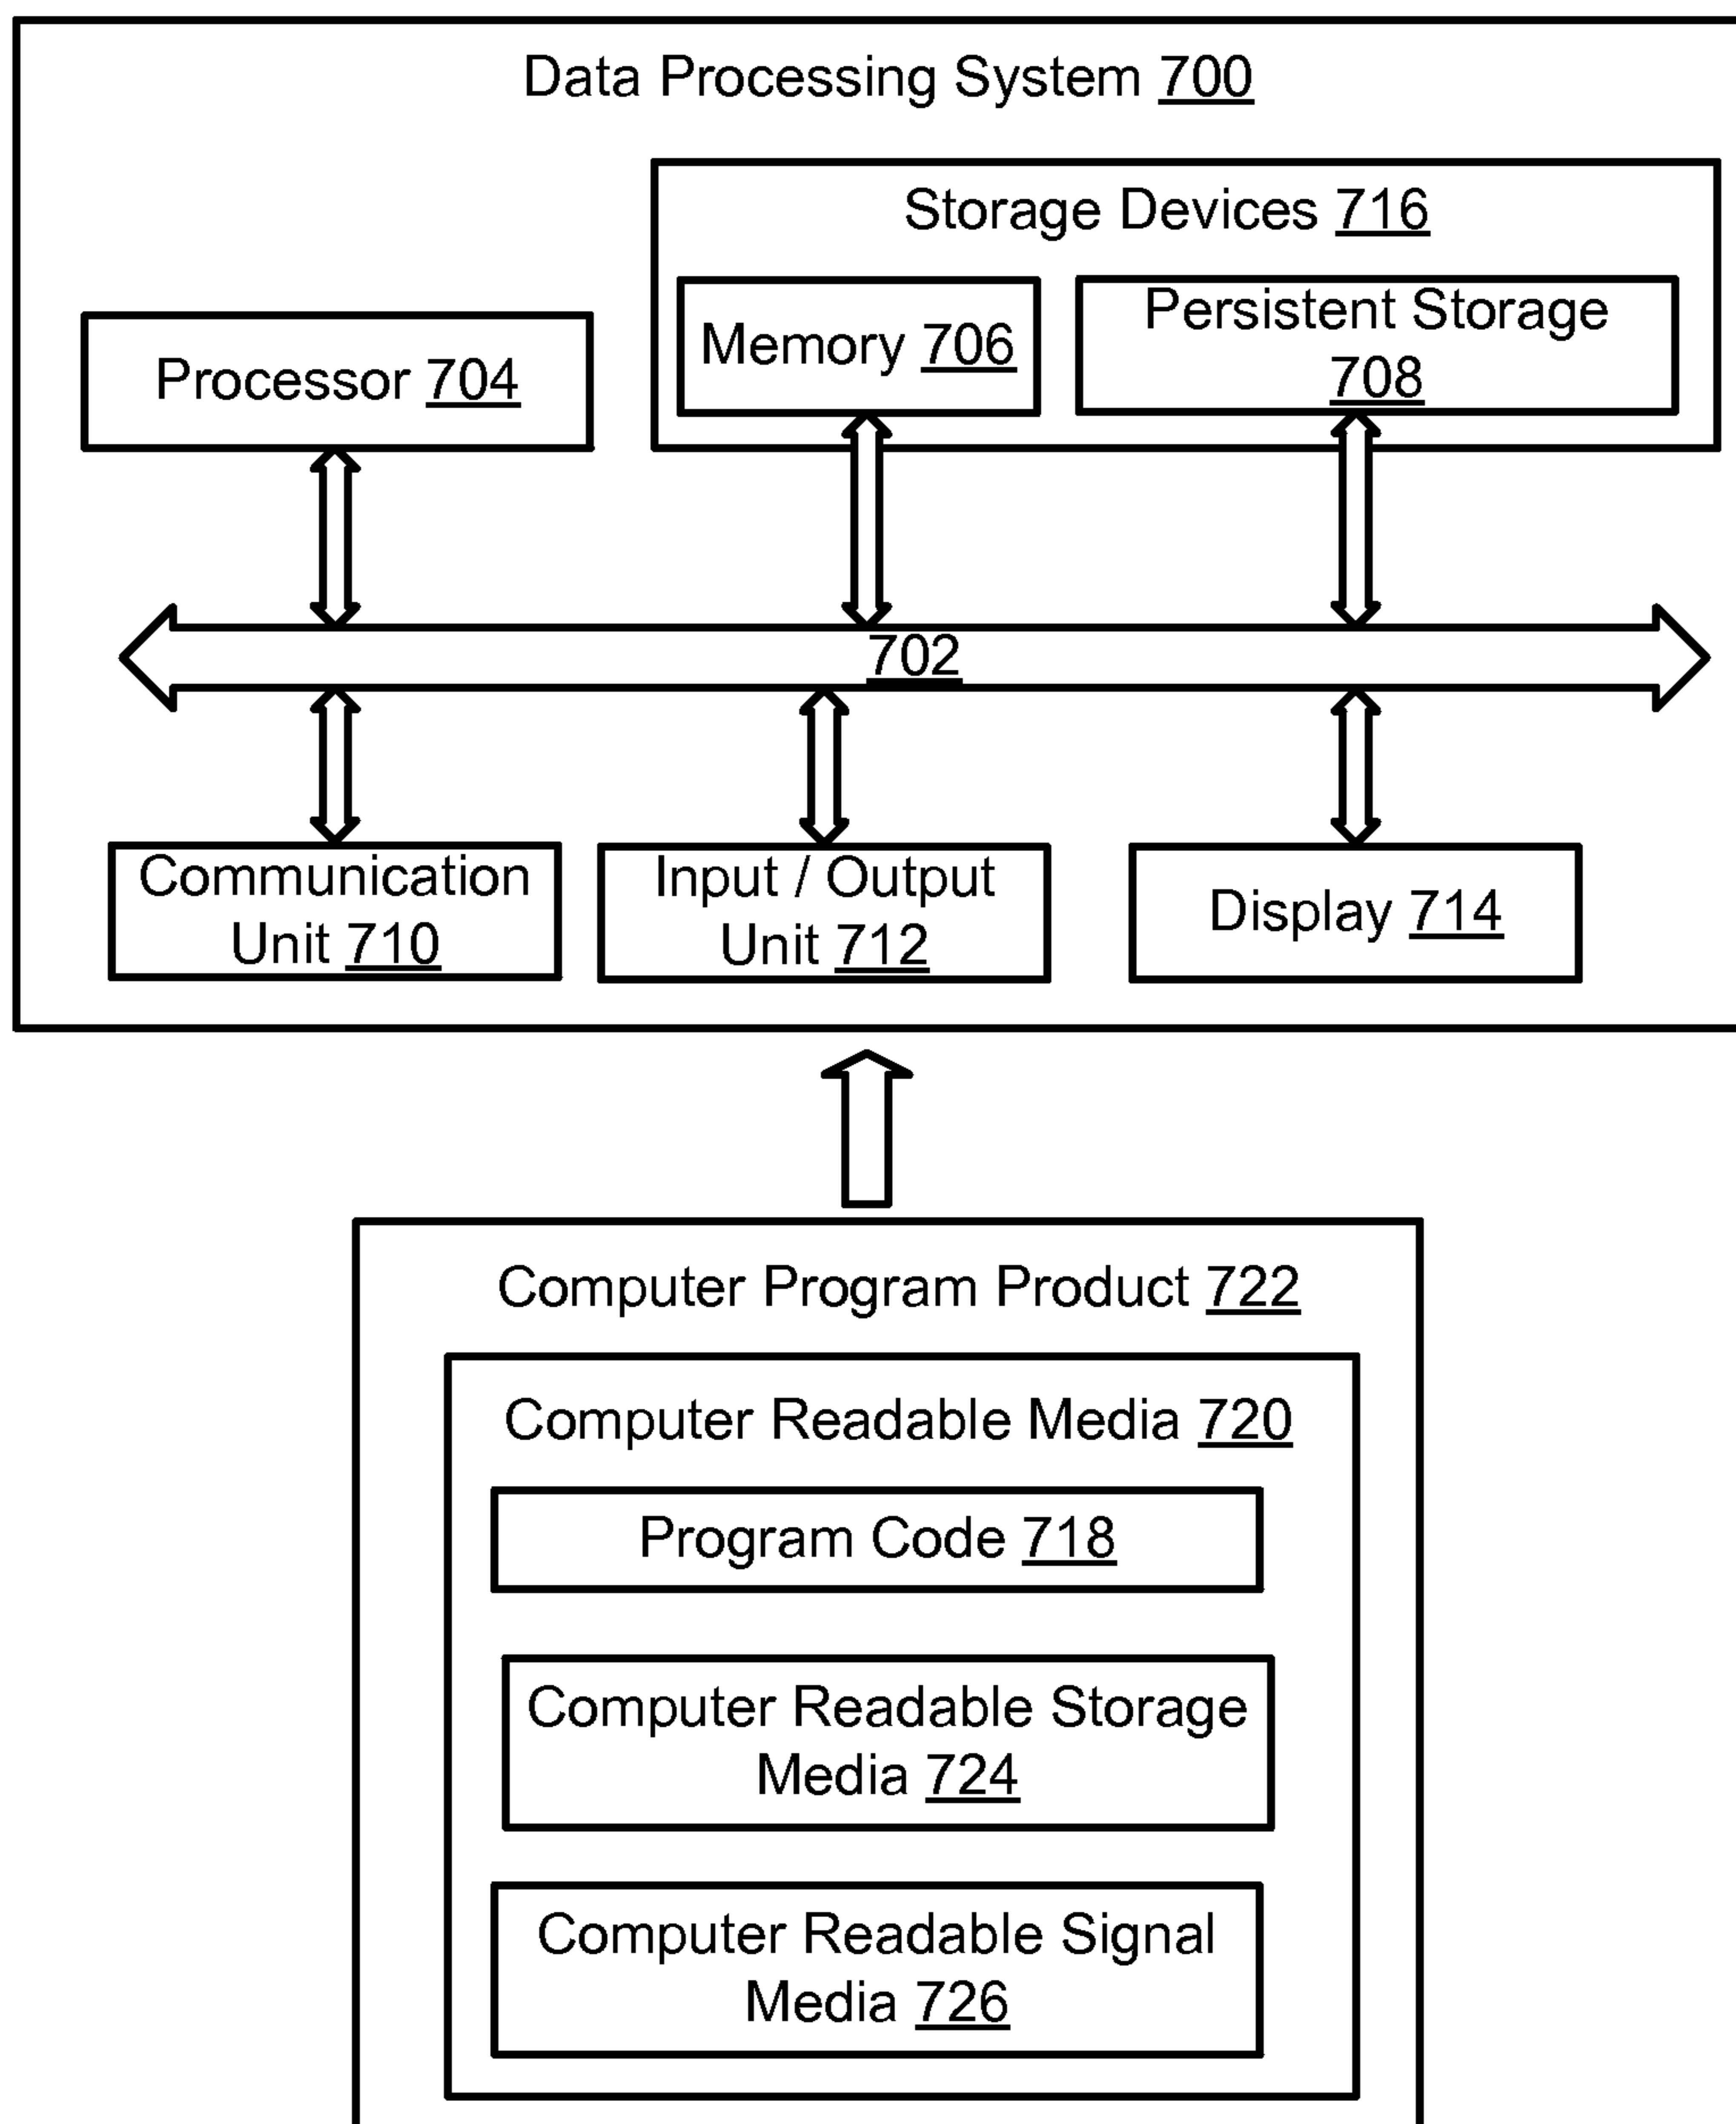 Data Processing System 700
Storage Devices 716
Memory 706
Persistent Storage
708
Processor 704
702
Communication
Unit 710
Input / Output
Unit 712
Display 714
Computer Program Product 722
Computer Readable Media 720
Program Code 718
Computer Readable Storage
Media 724
Computer Readable Signal
Media 726